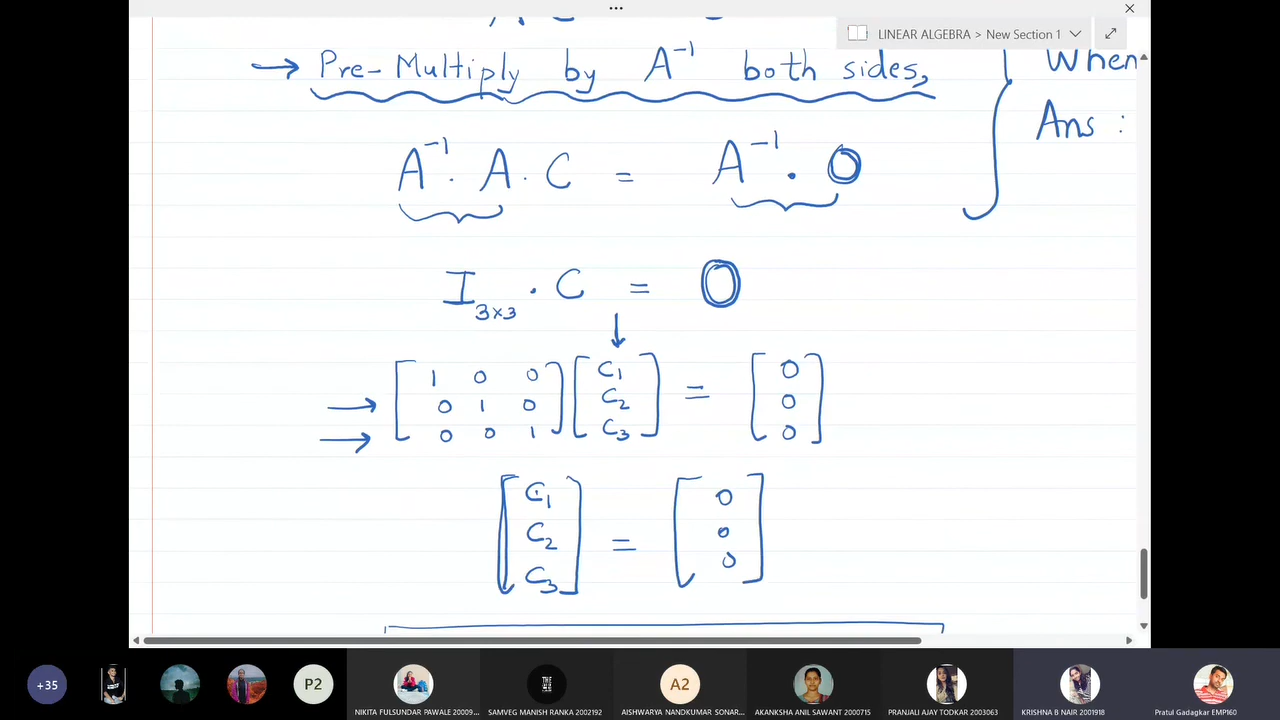 LINEAR ALGEBRA > New Section 1
→ Pre-Multiply by A⁻¹ both sides,
When
Ans :
A⁻¹ . A . C = A⁻¹ . O
I₃ₓ₃ . C = O
[ 1 0 0 ] [ C₁ ] = [ 0 ]
→ [ 0 1 0 ] [ C₂ ] [ 0 ]
→ [ 0 0 1 ] [ C₃ ] [ 0 ]
[ C₁ ] [ 0 ]
[ C₂ ] = [ 0 ]
[ C₃ ] [ 0 ]
+35
P2
A2
NIKITA FULSUNDAR PAWALE 20009...
SAMVEG MANISH RANKA 2002192
AISHWARYA NANDKUMAR SONAR...
AKANKSHA ANIL SAWANT 2000715
PRANJALI AJAY TODKAR 2003063
KRISHNA B NAIR 2001918
Pratul Gadagkar EMP160